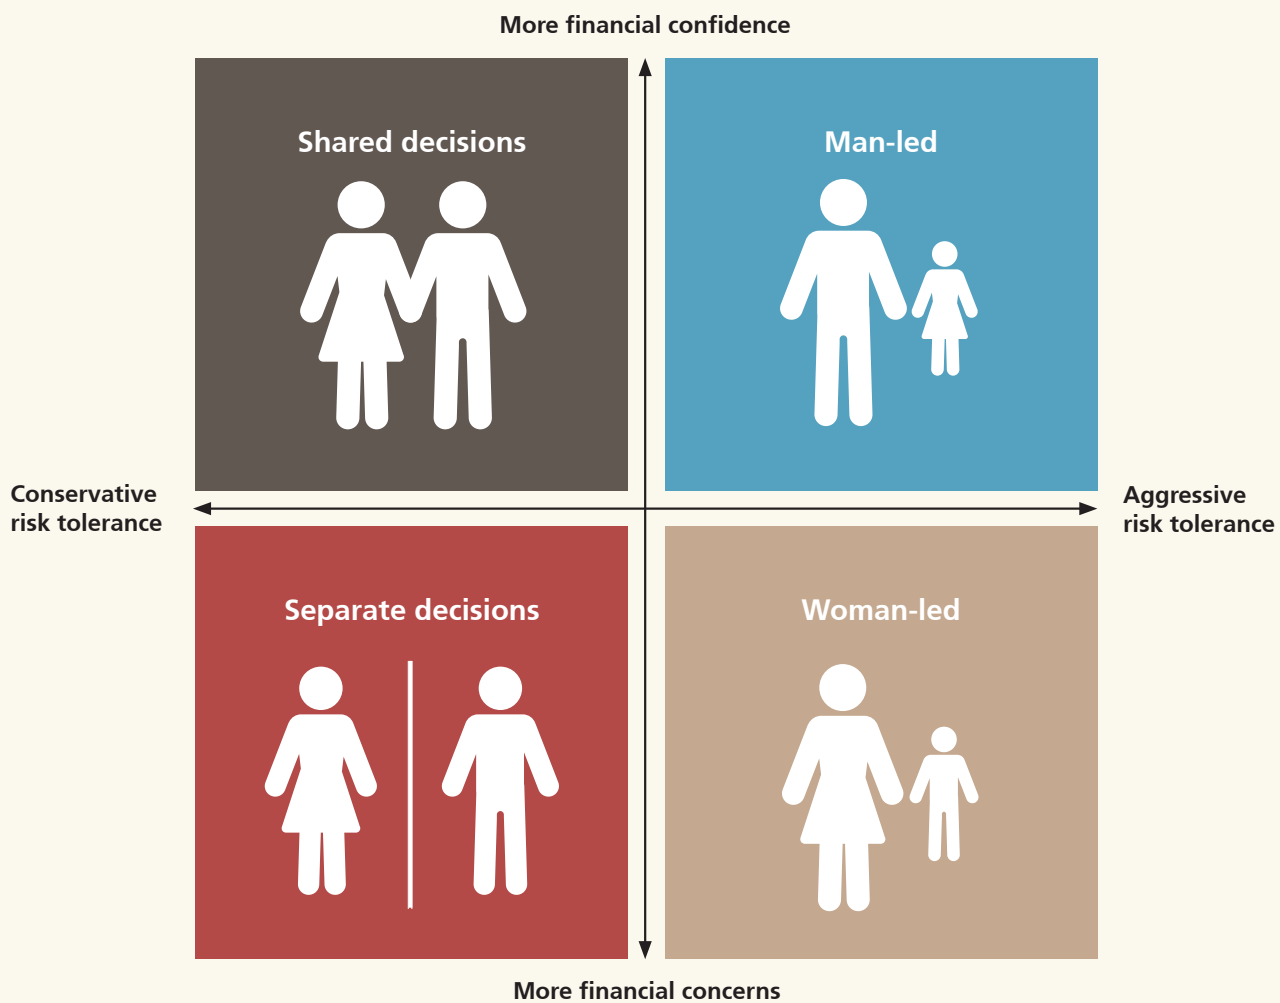 More financial confidence
Shared decisions
Man-led
Conservative
risk tolerance
Aggressive
risk tolerance
Separate decisions
Woman-led
More financial concerns